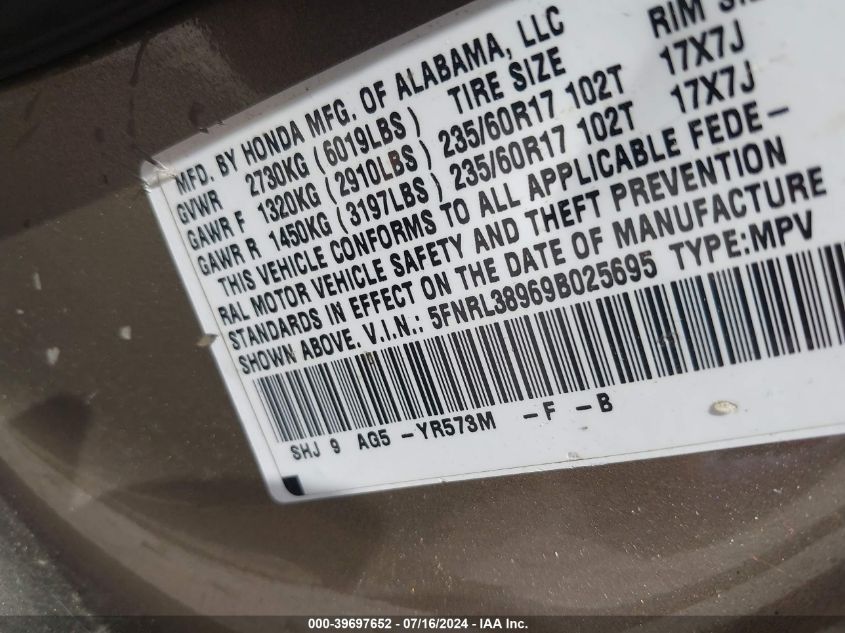 MFD. BY HONDA MFG. OF ALABAMA, LLC
GVWR 2730KG (6019LBS) TIRE SIZE RIM
GAWR F 1320KG (2910LBS) 235/60R17 102T 17X7J
GAWR R 1450KG (3197LBS) 235/60R17 102T 17X7J
THIS VEHICLE CONFORMS TO ALL APPLICABLE FEDE-
RAL MOTOR VEHICLE SAFETY AND THEFT PREVENTION
STANDARDS IN EFFECT ON THE DATE OF MANUFACTURE
SHOWN ABOVE. V.I.N.: 5FNRL38969B025695 TYPE:MPV
SHJ 9 AG5 -YR573M -F -B
000-39697652 - 07/16/2024 - IAA Inc.